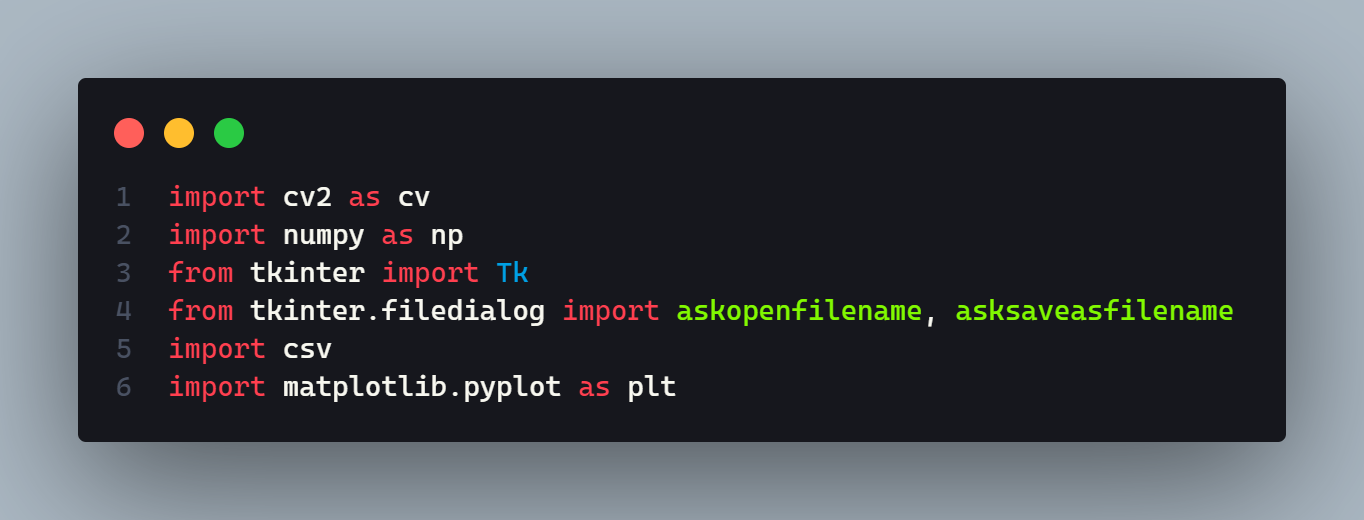 1 import cv2 as cv
2 import numpy as np
3 from tkinter import Tk
4 from tkinter.filedialog import askopenfilename, asksaveasfilename
5 import csv
6 import matplotlib.pyplot as plt